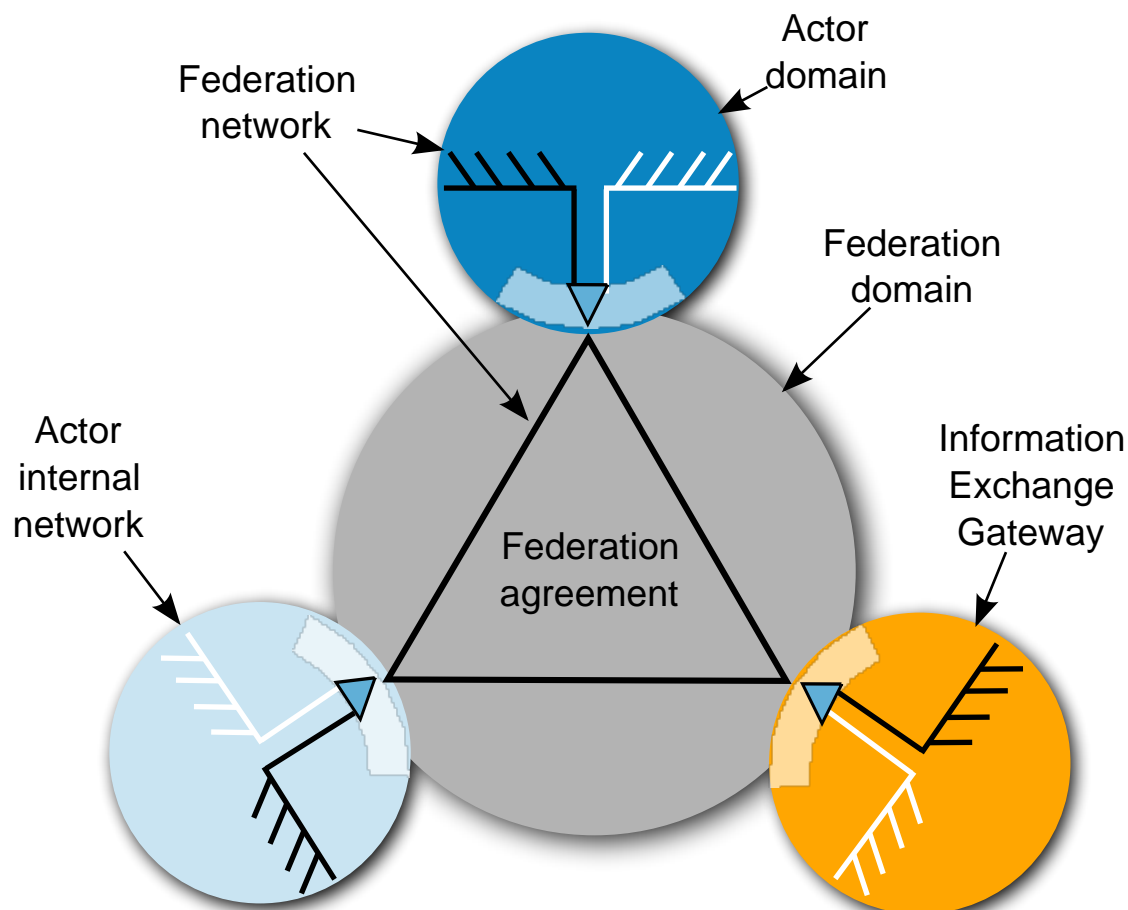 Actor
domain
Federation
network
Federation
domain
Actor
internal
network
Information
Exchange
Gateway
Federation
agreement